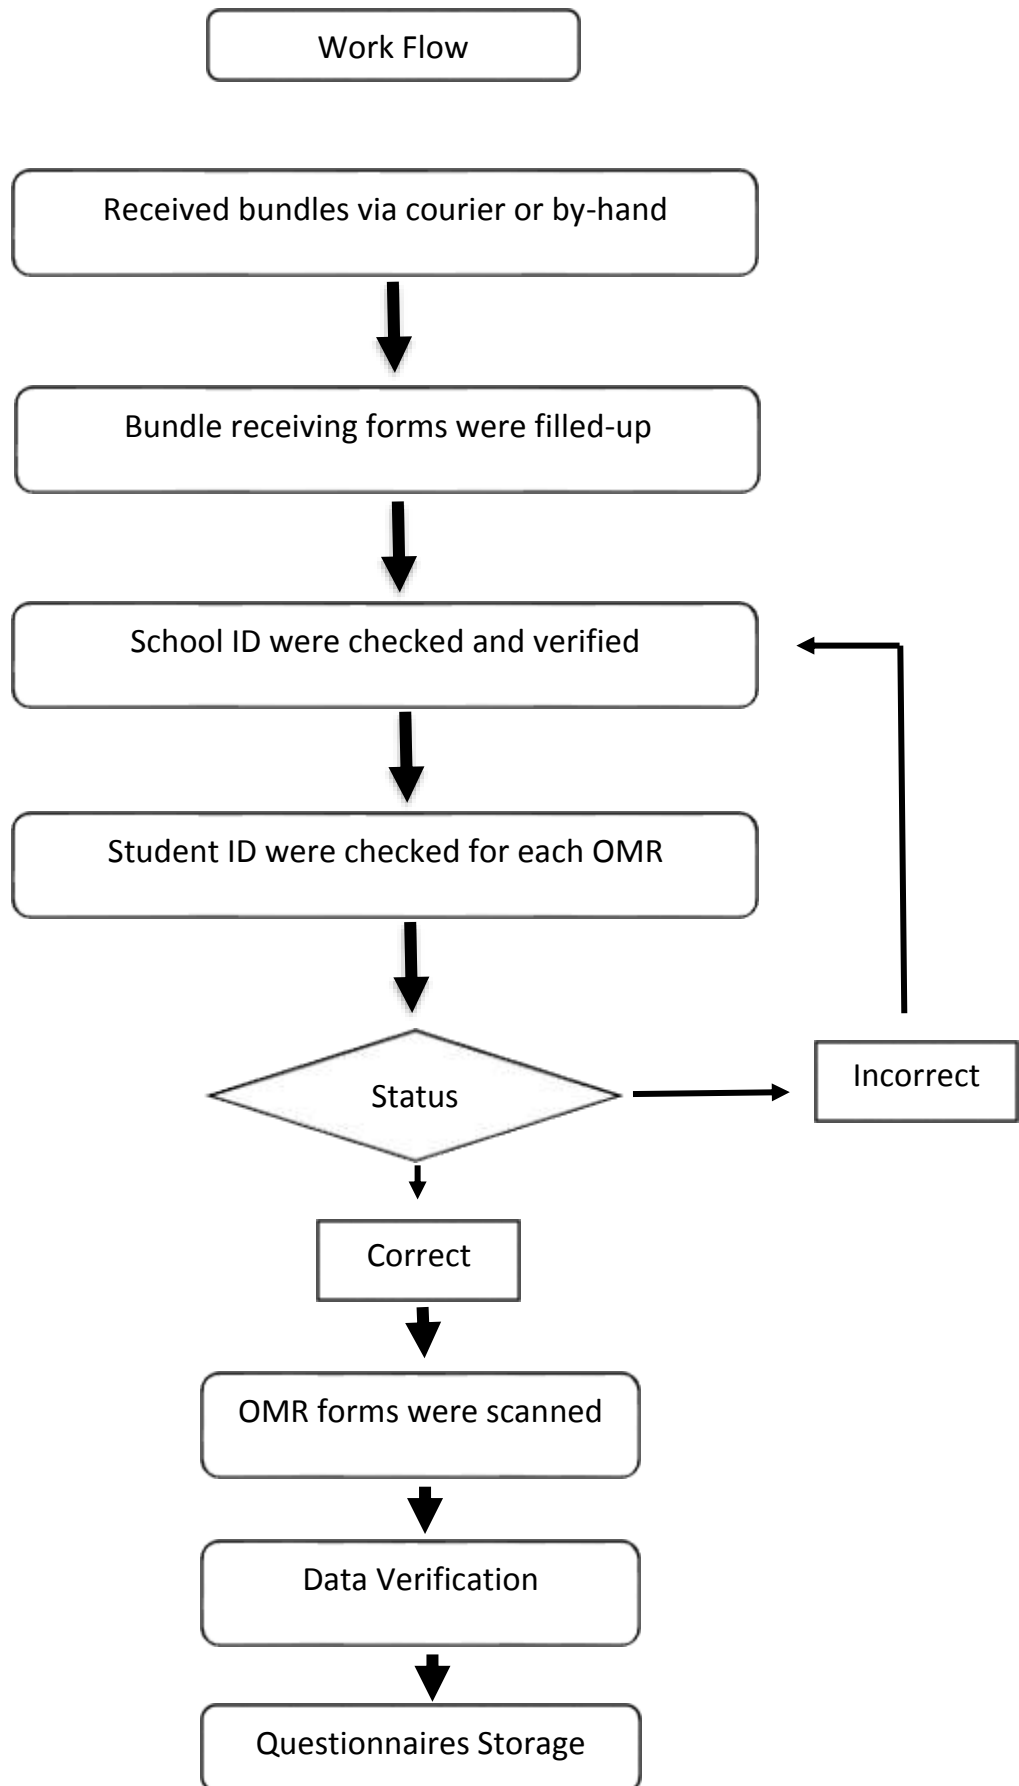 Work Flow
Received bundles via courier or by-hand
Bundle receiving forms were filled-up
School ID were checked and verified
Student ID were checked for each OMR
Status
Incorrect
Correct
OMR forms were scanned
Data Verification
Questionnaires Storage